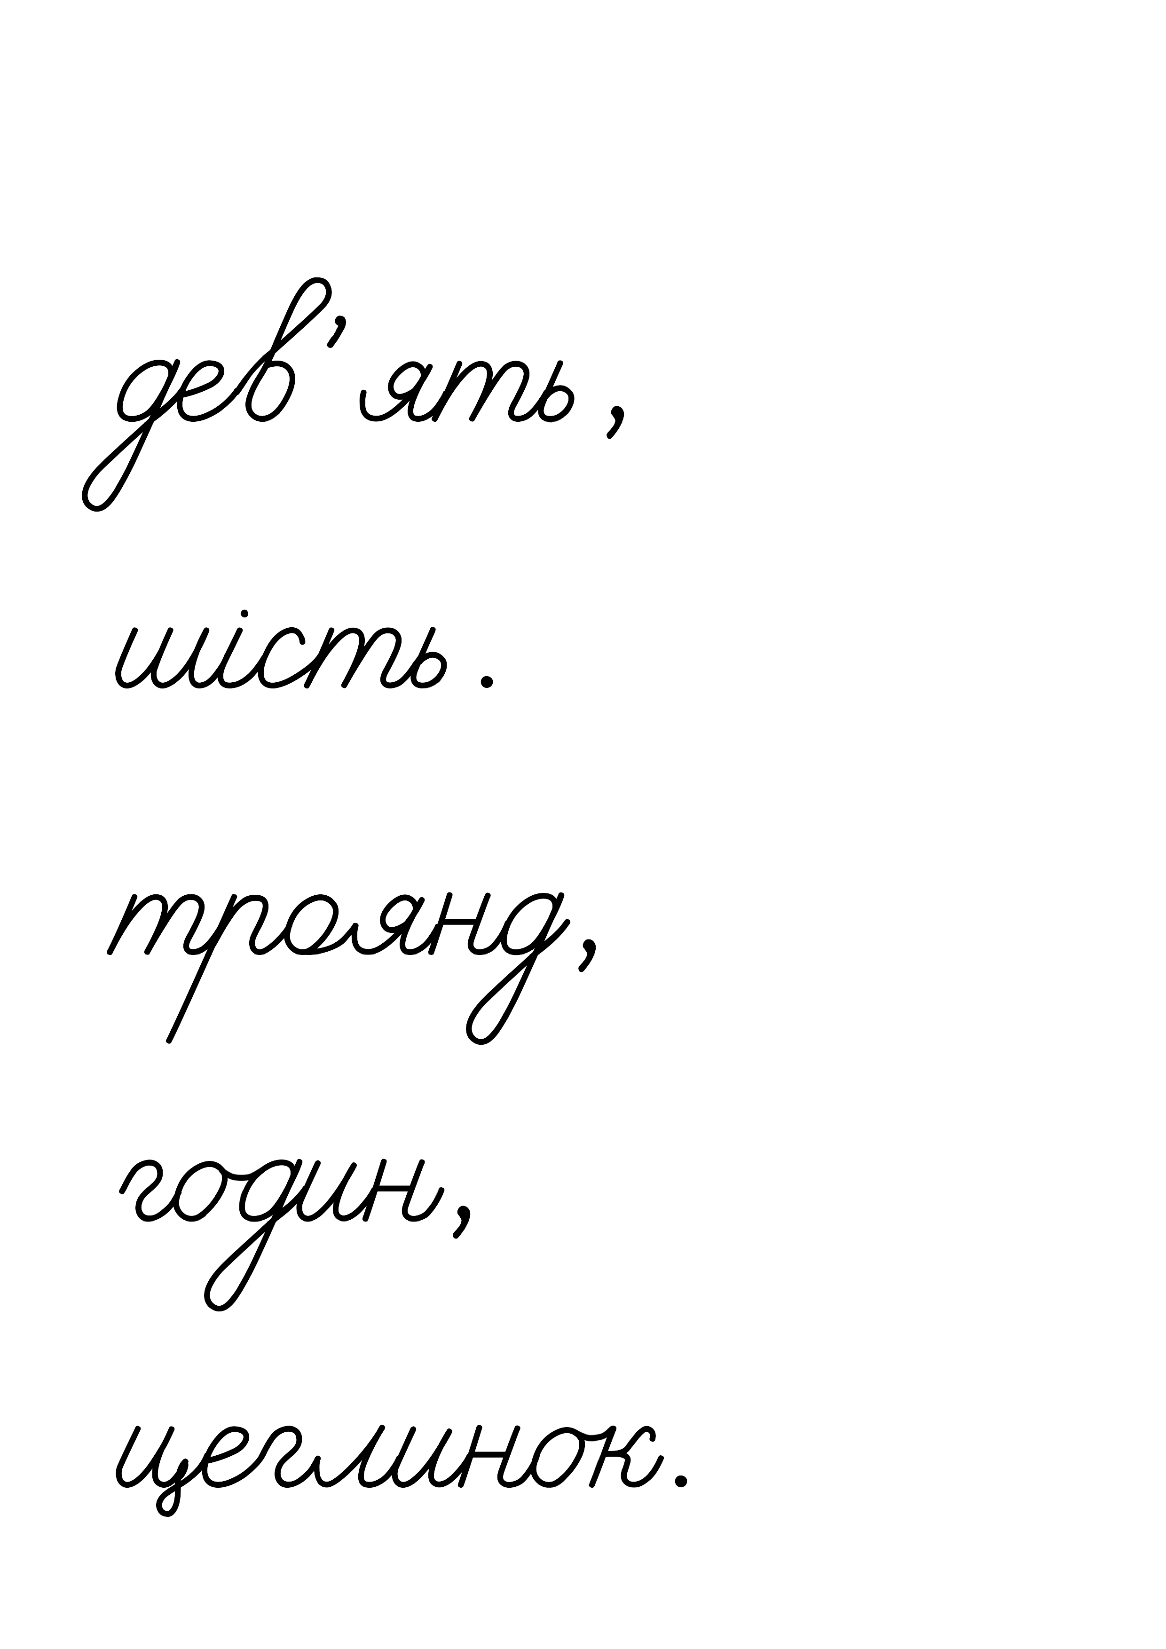 дев'ять,
шість.
троянд,
годин,
цеглинок.